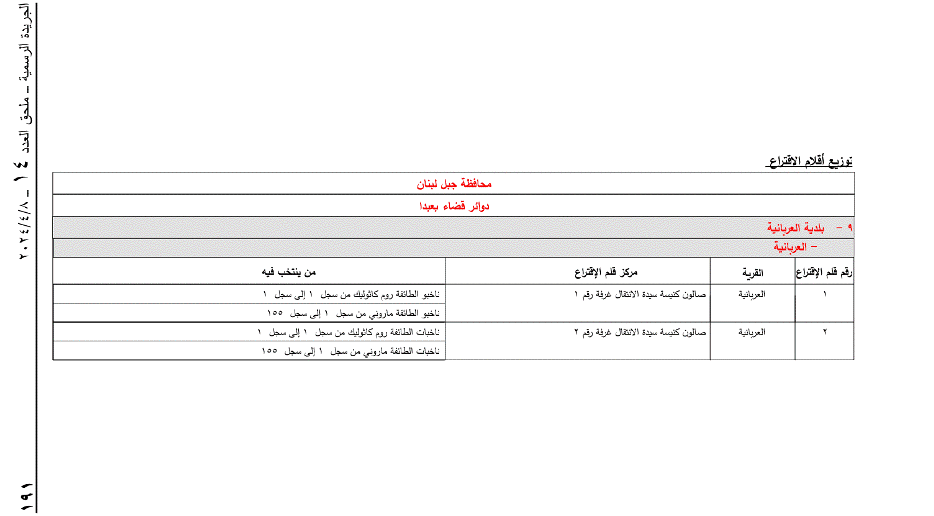 الجريدة الرسمية – ملحق العدد ١٤ – ٢٠٢٤/٤/٨
توزيع أقلام الاقتراع
محافظة جبل لبنان
دوائر قضاء بعبدا
٩ - بلدية العربانية
– العربانية
رقم قلم الإقتراع القرية مركز قلم الإقتراع من ينتخب فيه
١ العربانية صالون كنيسة سيدة الانتقال غرفة رقم ١ ناخبو الطائفة روم كاثوليك من سجل ١ إلى سجل ١
ناخبو الطائفة ماروني من سجل ١ إلى سجل ١٥٥
٢ العربانية صالون كنيسة سيدة الانتقال غرفة رقم ٢ ناخبات الطائفة روم كاثوليك من سجل ١ إلى سجل ١
ناخبات الطائفة ماروني من سجل ١ إلى سجل ١٥٥
١٩١